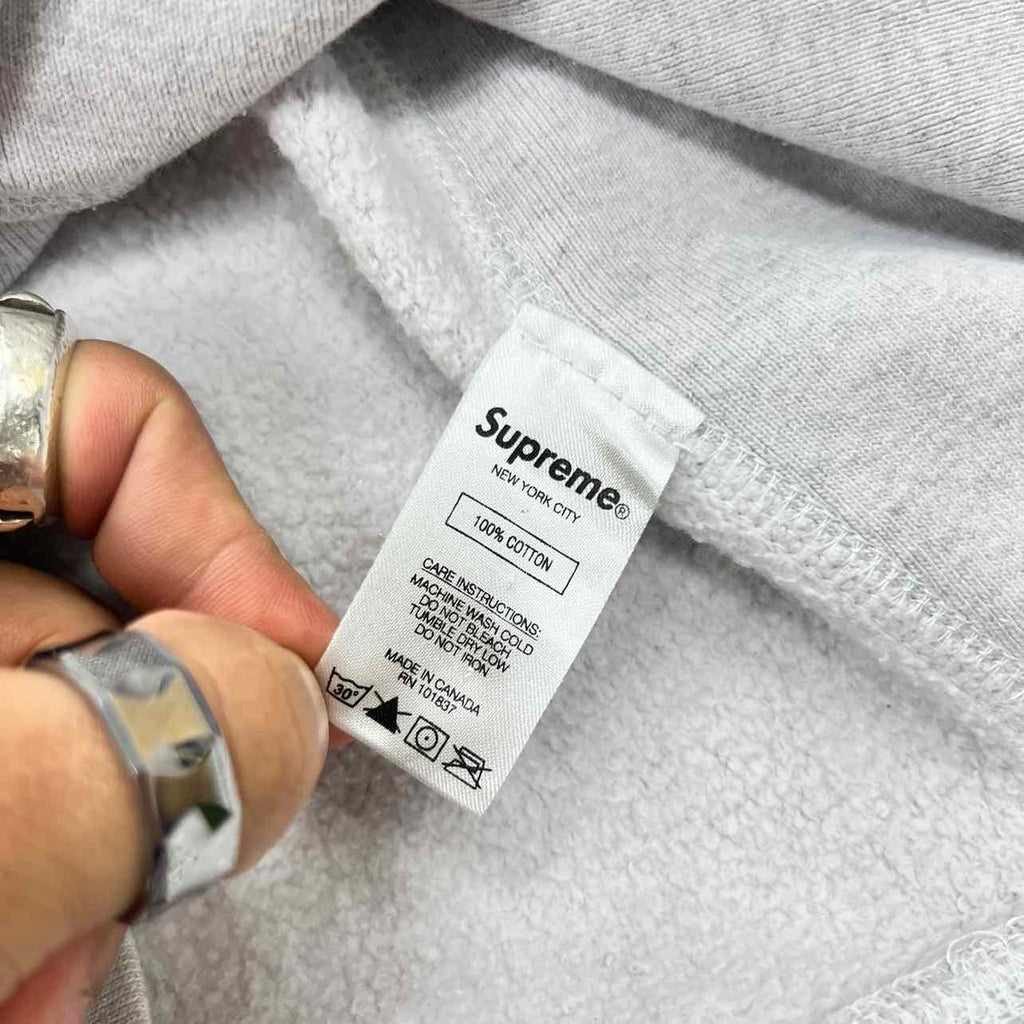 Supreme®
NEW YORK CITY
100% COTTON
CARE INSTRUCTIONS:
MACHINE WASH COLD
DO NOT BLEACH
TUMBLE DRY LOW
DO NOT IRON
MADE IN CANADA
RN 101837
30°